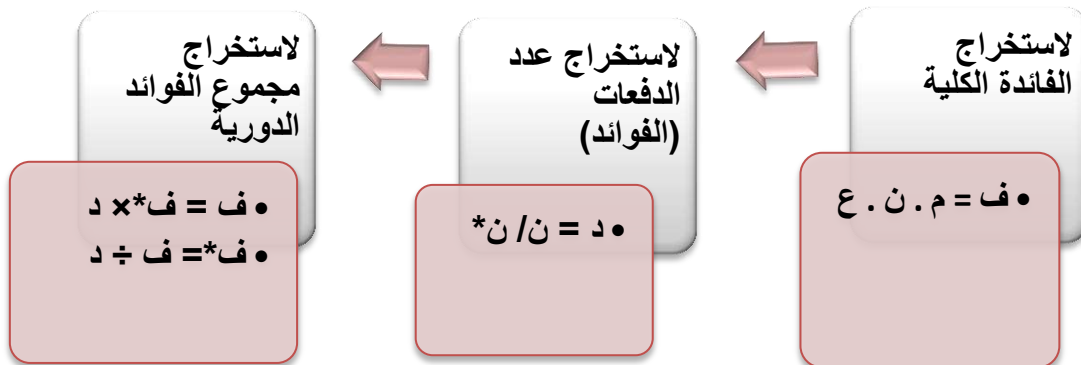 لاستخراج
الفائدة الكلية
• ف = م . ن . ع
لاستخراج عدد
الدفعات
(الفوائد)
• د = ن/ ن*
لاستخراج
مجموع الفوائد
الدورية
• ف = ف*× د
• ف*= ف ÷ د